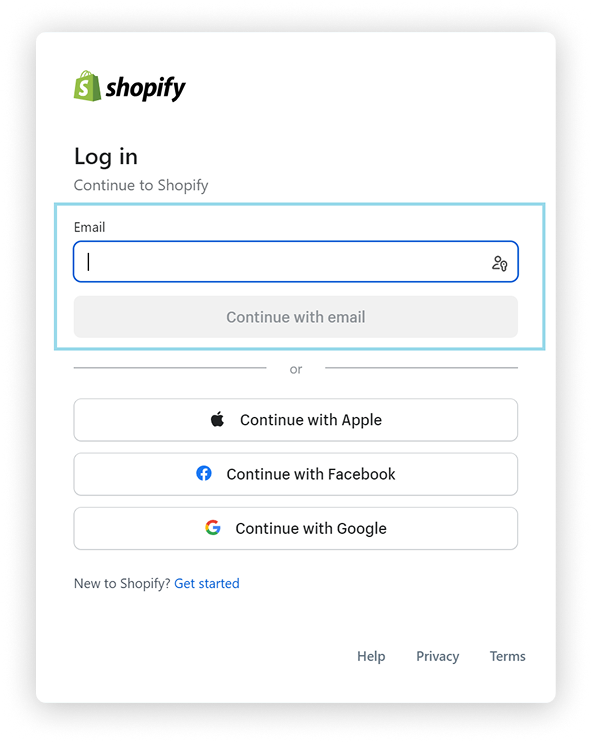 shopify
Log in
Continue to Shopify
Email
Continue with email
or
Continue with Apple
Continue with Facebook
Continue with Google
New to Shopify? Get started
Help Privacy Terms